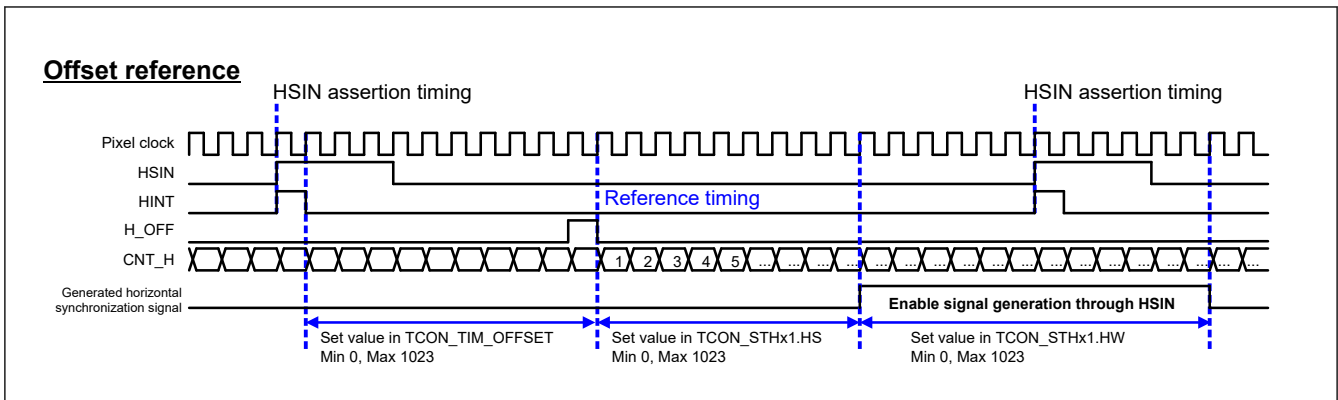 Offset reference
HSIN assertion timing HSIN assertion timing
Pixel clock
HSIN
HINT Reference timing
H_OFF
CNT_H 1 2 3 4 5 ... ... ... ... ... ... ... ... ... ... ... ... ... ... ... ... ... ...
Generated horizontal
synchronization signal Enable signal generation through HSIN
Set value in TCON_TIM_OFFSET Set value in TCON_STHx1.HS Set value in TCON_STHx1.HW
Min 0, Max 1023 Min 0, Max 1023 Min 0, Max 1023